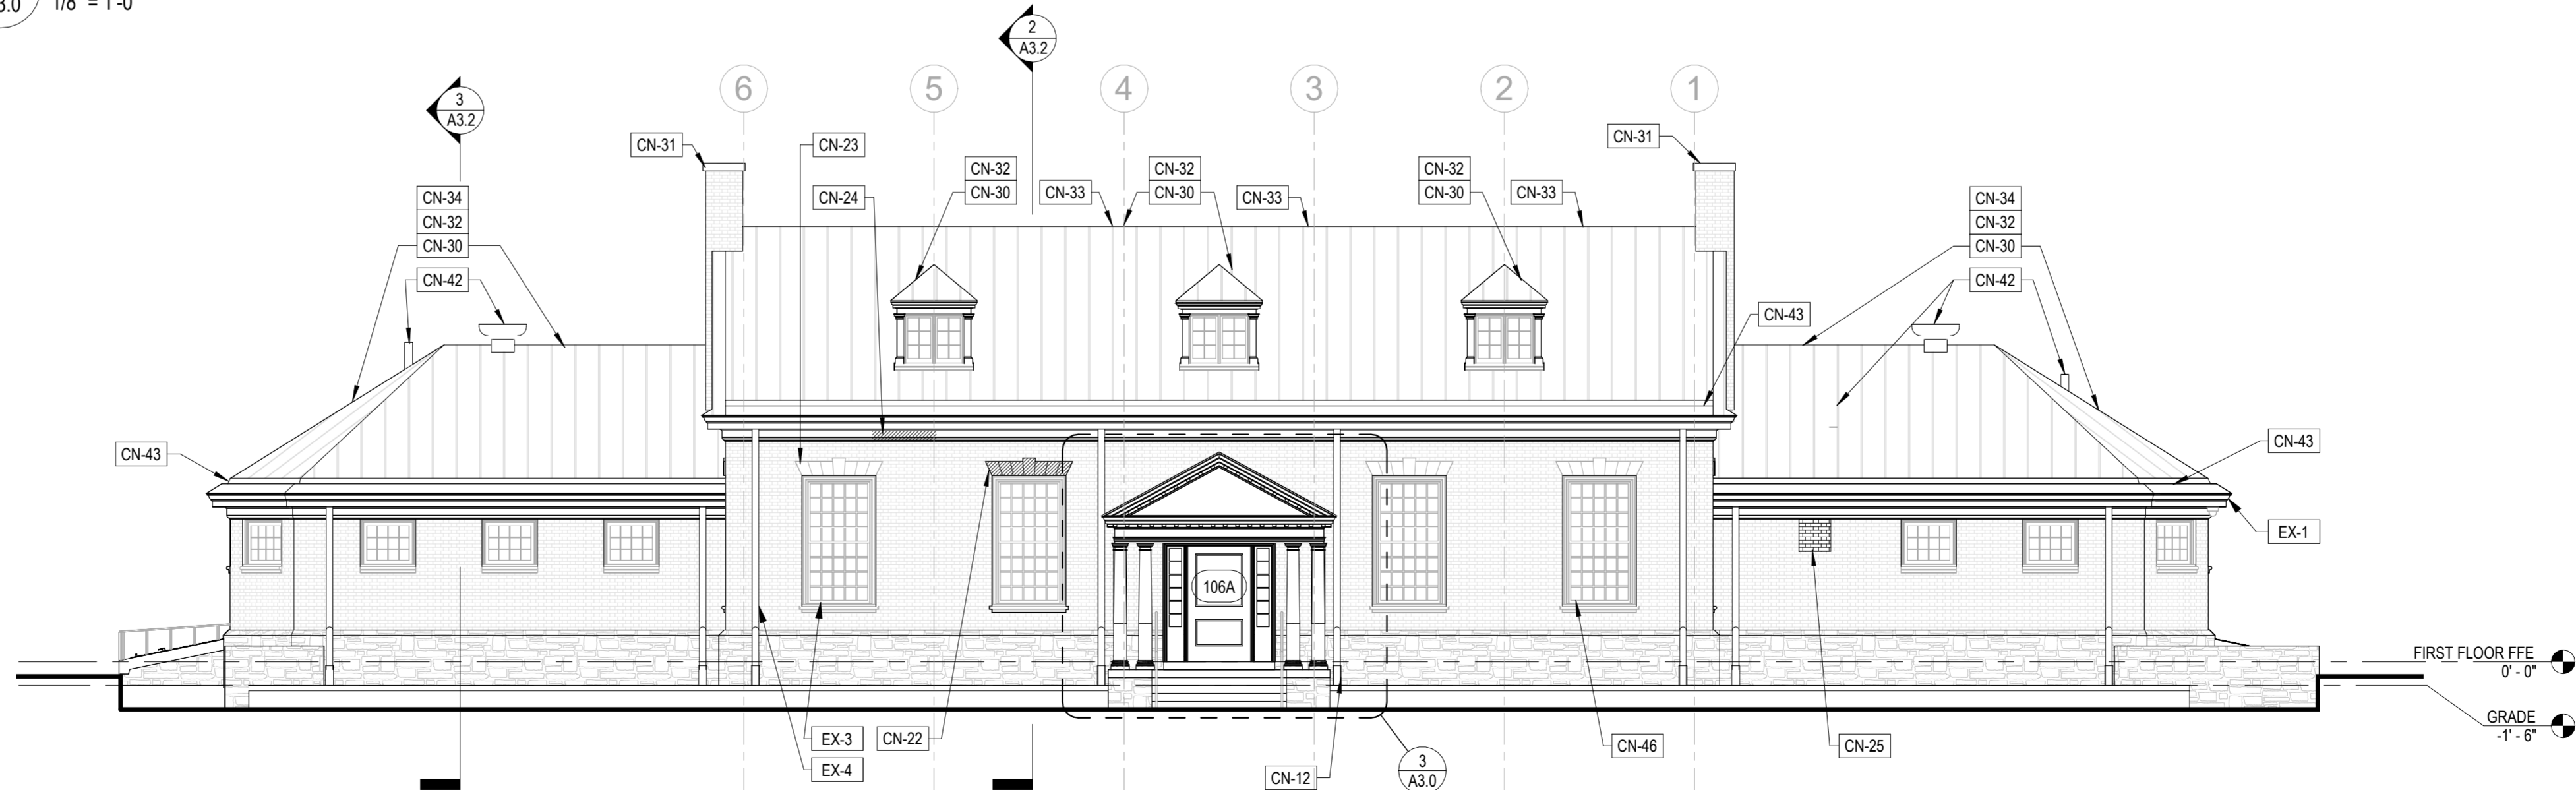 3.0
1/8" = 1'-0"
2
A3.2
3
A3.2
6
5
4
3
2
1
CN-31
CN-23
CN-31
CN-32
CN-30
CN-33
CN-32
CN-30
CN-33
CN-32
CN-30
CN-33
CN-24
CN-34
CN-32
CN-30
CN-42
CN-34
CN-32
CN-30
CN-42
CN-43
CN-43
CN-43
EX-1
106A
FIRST FLOOR FFE
0' - 0"
GRADE
-1' - 6"
EX-3
CN-22
EX-4
CN-12
3
A3.0
CN-46
CN-25